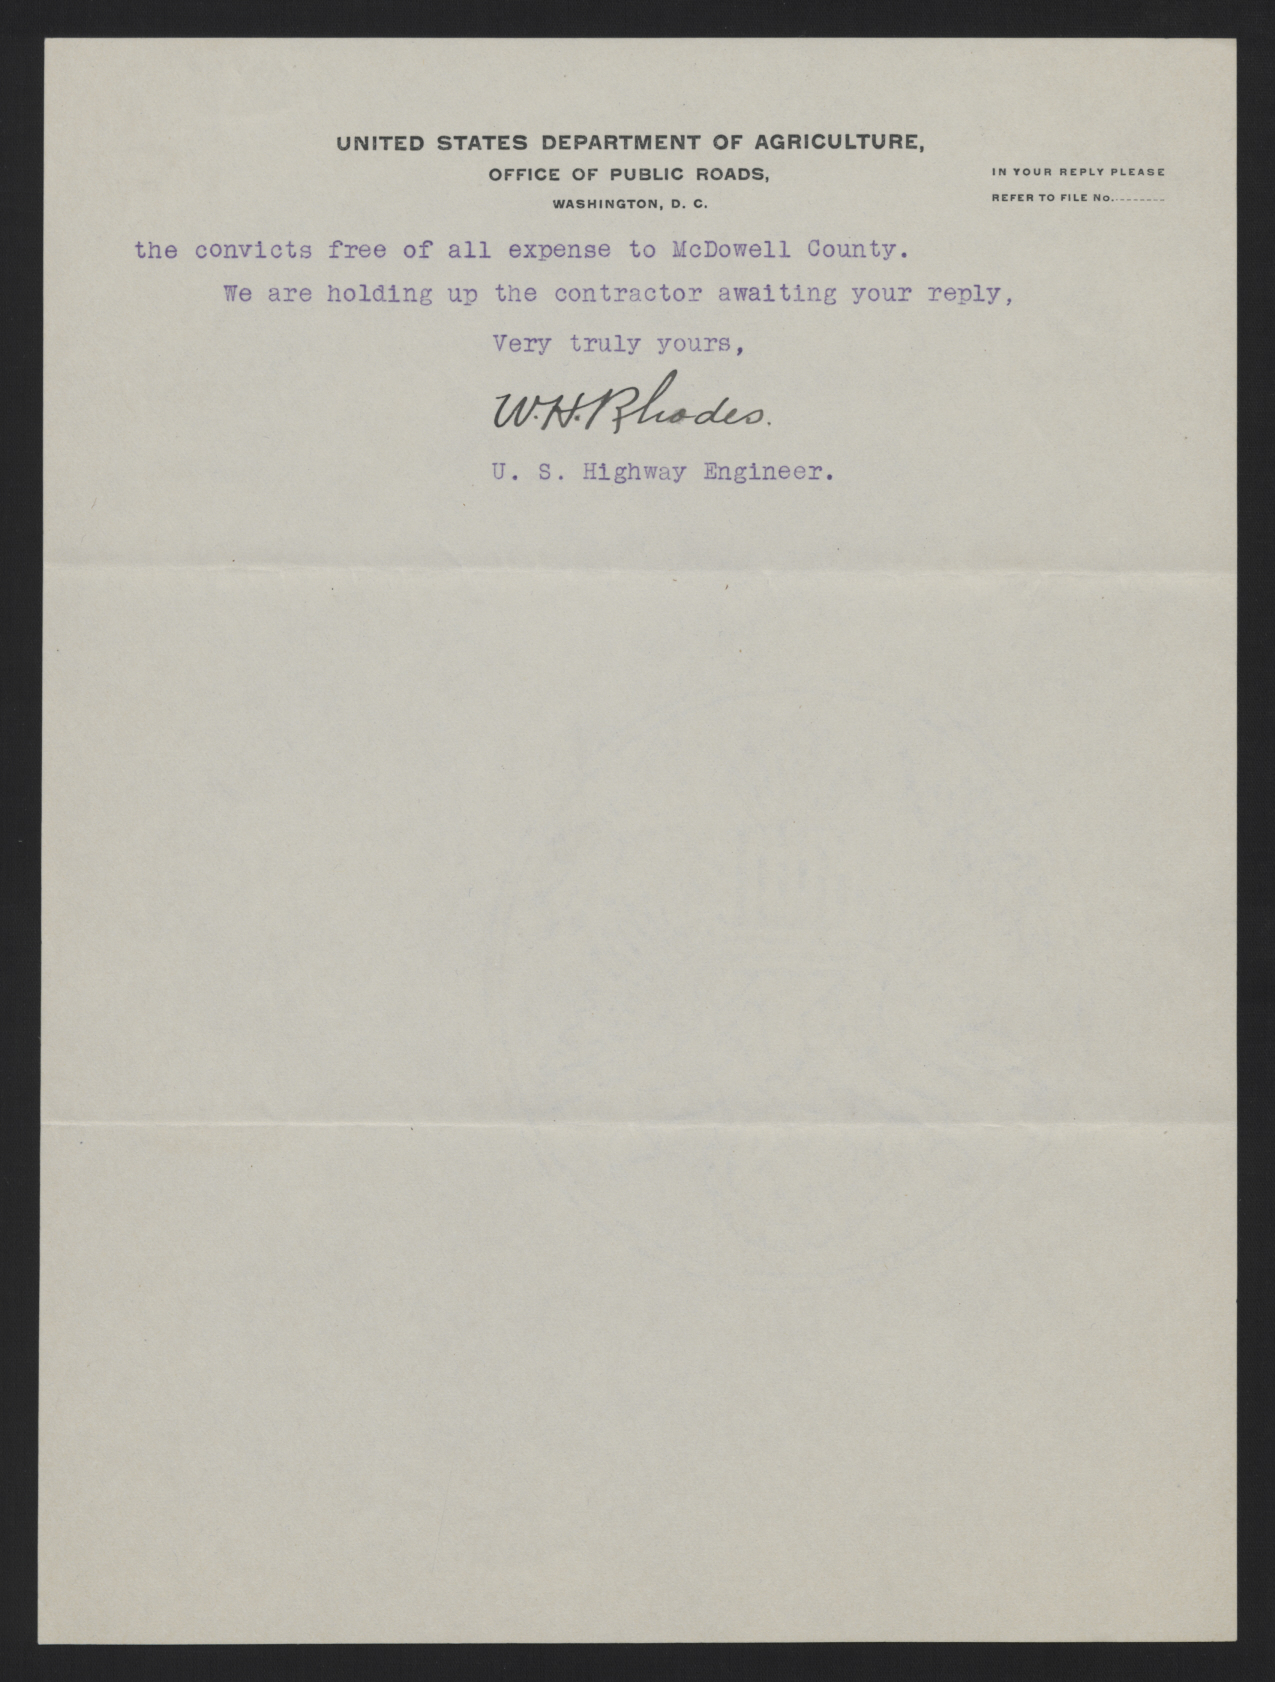 UNITED STATES DEPARTMENT OF AGRICULTURE,
OFFICE OF PUBLIC ROADS,
WASHINGTON, D. C.
IN YOUR REPLY PLEASE
REFER TO FILE No.
the convicts free of all expense to McDowell County.
We are holding up the contractor awaiting your reply,
Very truly yours,
W.H.Rhodes.
U. S. Highway Engineer.